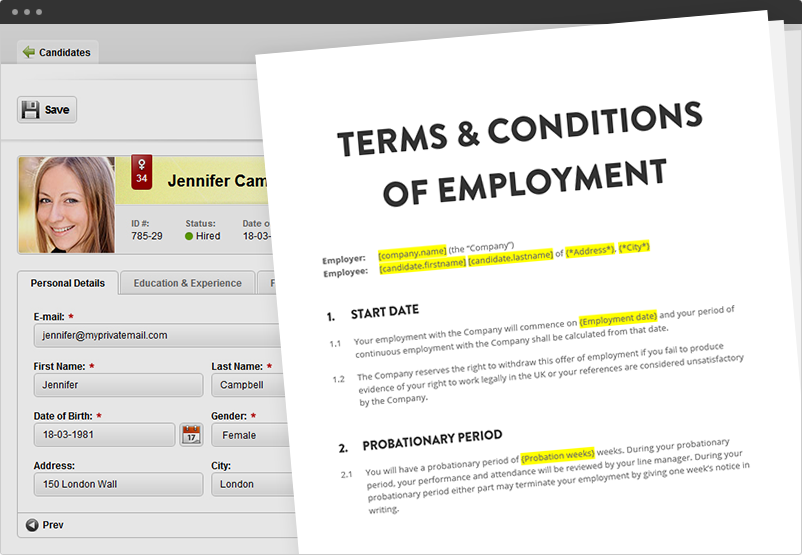 Candidates
Save
34
Jennifer Cam
ID #:
Status:
Date o
785-29
Hired
18-03-
Personal Details
Education & Experience
E-mail: *
jennifer@myprivatemail.com
First Name: *
Last Name: *
Jennifer
Campbell
Date of Birth: *
Gender: *
18-03-1981
17
Female
Address:
City:
150 London Wall
London
Prev
TERMS & CONDITIONS
OF EMPLOYMENT
Employer: [company.name] (the “Company”)
Employee: [candidate.firstname] [candidate.lastname] of {*Address*}, {*City*}
1. START DATE
1.1 Your employment with the Company will commence on {Employment date} and your period of
continuous employment with the Company shall be calculated from that date.
1.2 The Company reserves the right to withdraw this offer of employment if you fail to produce
evidence of your right to work legally in the UK or your references are considered unsatisfactory
by the Company.
2. PROBATIONARY PERIOD
2.1 You will have a probationary period of {Probation weeks} weeks. During your probationary
period, your performance and attendance will be reviewed by your line manager. During your
probationary period either part may terminate your employment by giving one week’s notice in
writing.